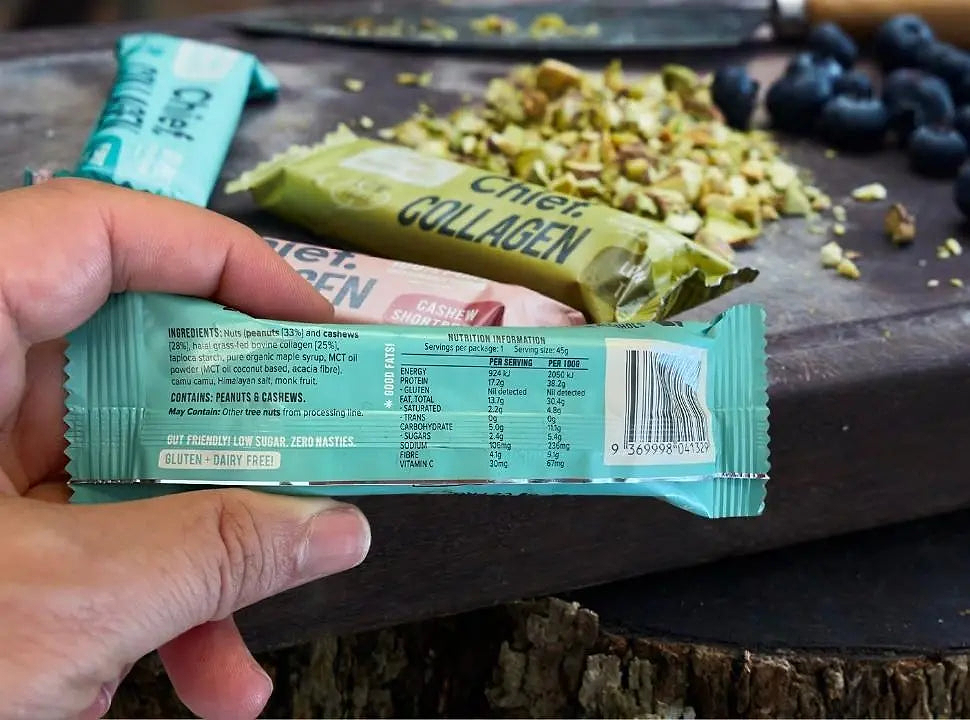 Chief.
COLLAGEN
Chief.
COLLAGEN
CASHEW
INGREDIENTS: Nuts (peanuts [33%] and cashews
[28%], halal grass-fed bovine collagen [25%],
tapioca starch, pure organic maple syrup, MCT oil
powder (MCT oil coconut based, acacia fibre),
camu camu, Himalayan salt, monk fruit.
CONTAINS: PEANUTS & CASHEWS.
May Contain: Other tree nuts from processing line.
GUT FRIENDLY! LOW SUGAR. ZERO NASTIES.
GLUTEN + DAIRY FREE!
* GOOD FATS!
NUTRITION INFORMATION
Servings per package: 1 Serving size: 45g
PER SERVING PER 100G
ENERGY 924 kJ 2050 kJ
PROTEIN 17.2g 38.2g
- GLUTEN Nil detected Nil detected
FAT, TOTAL 13.7g 30.4g
- SATURATED 2.2g 4.8g
- TRANS 0g 0g
CARBOHYDRATE 5.0g 11.1g
- SUGARS 2.4g 5.4g
SODIUM 106mg 236mg
FIBRE 4.1g 9.1g
VITAMIN C 30mg 67mg
9 369998 041329